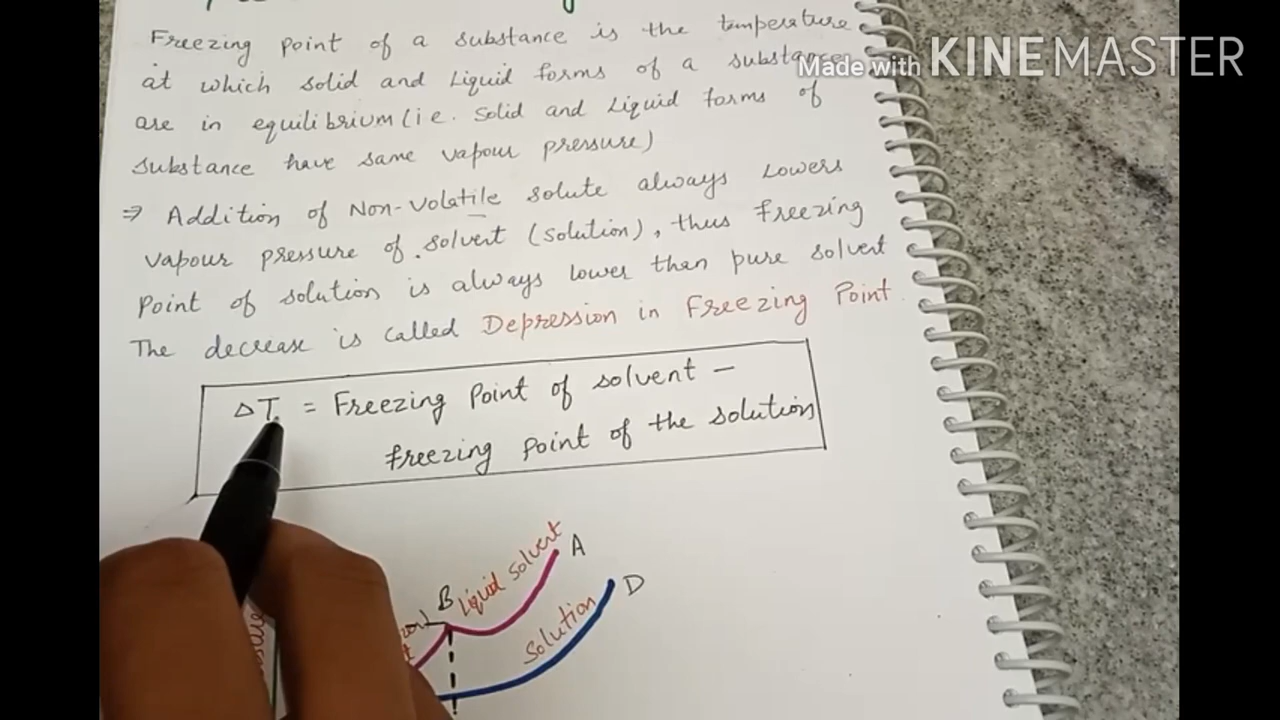 Freezing point of a substance is the temperature
at which solid and Liquid forms of a substance
are in equilibrium (ie. Solid and Liquid forms of
substance have same vapour pressure)
⇒ Addition of Non-Volatile solute always Lowers
vapour pressure of solvent (solution), thus freezing
point of solution is always lower than pure solvent
The decrease is called Depression in Freezing Point
ΔT = Freezing point of solvent –
freezing point of the solution
Made with KINEMASTER
B Liquid solvent A
Solution D